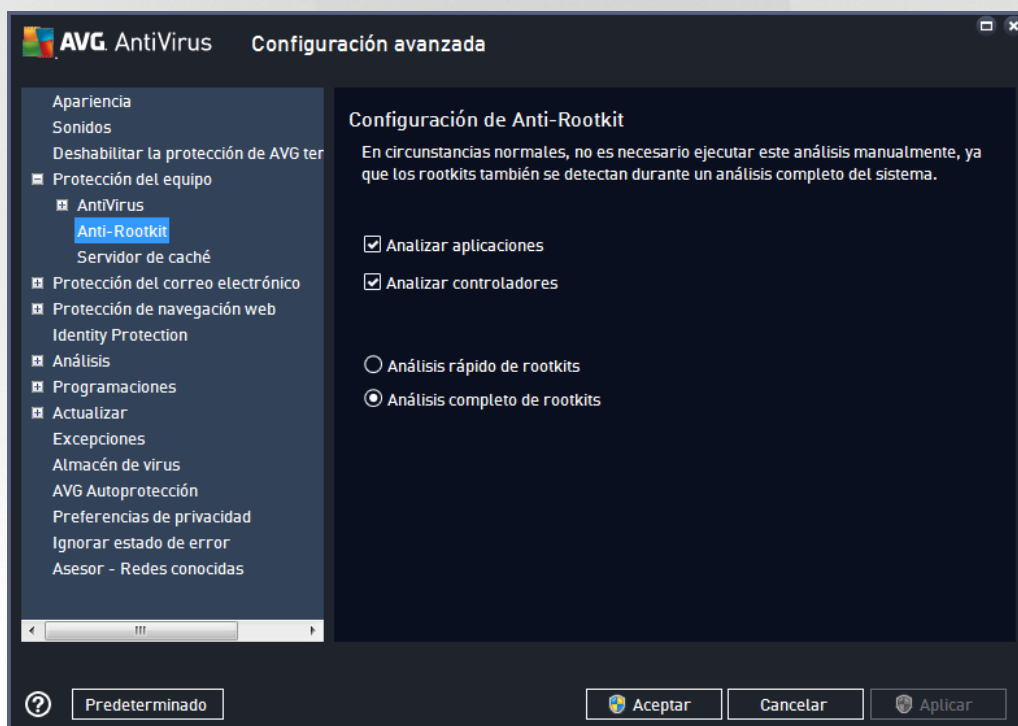 AVG. AntiVirus
Configuración avanzada
Apariencia
Sonidos
Deshabilitar la protección de AVG ter
Protección del equipo
AntiVirus
Anti-Rootkit
Servidor de caché
Protección del correo electrónico
Protección de navegación web
Identity Protection
Análisis
Programaciones
Actualizar
Excepciones
Almacén de virus
AVG Autoprotección
Preferencias de privacidad
Ignorar estado de error
Asesor - Redes conocidas
Configuración de Anti-Rootkit
En circunstancias normales, no es necesario ejecutar este análisis manualmente, ya
que los rootkits también se detectan durante un análisis completo del sistema.
Analizar aplicaciones
Analizar controladores
Análisis rápido de rootkits
Análisis completo de rootkits
?
Predeterminado
Aceptar
Cancelar
Aplicar